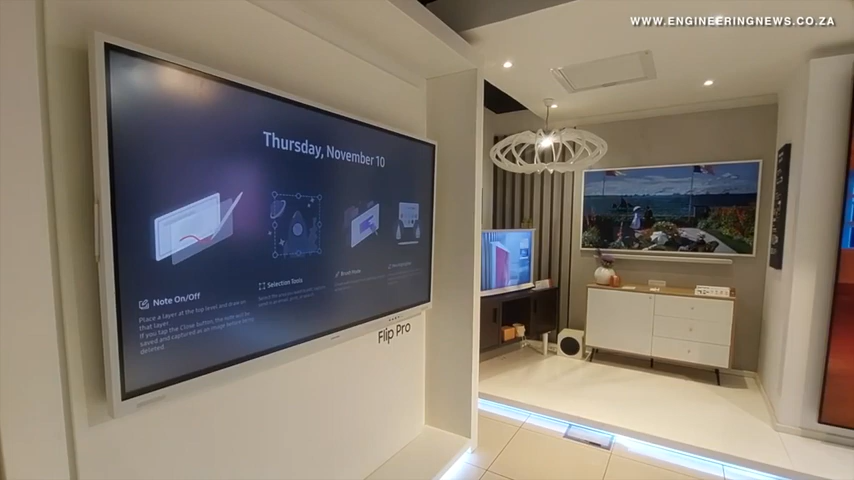 WWW.ENGINEERINGNEWS.CO.ZA
Thursday, November 10
Note On/Off
Place a layer at the top level and draw on
that layer.
If you tap the Close button, the note will be
saved and captured as an image before being
deleted.
Selection Tools
Brush Mode
Flip Pro